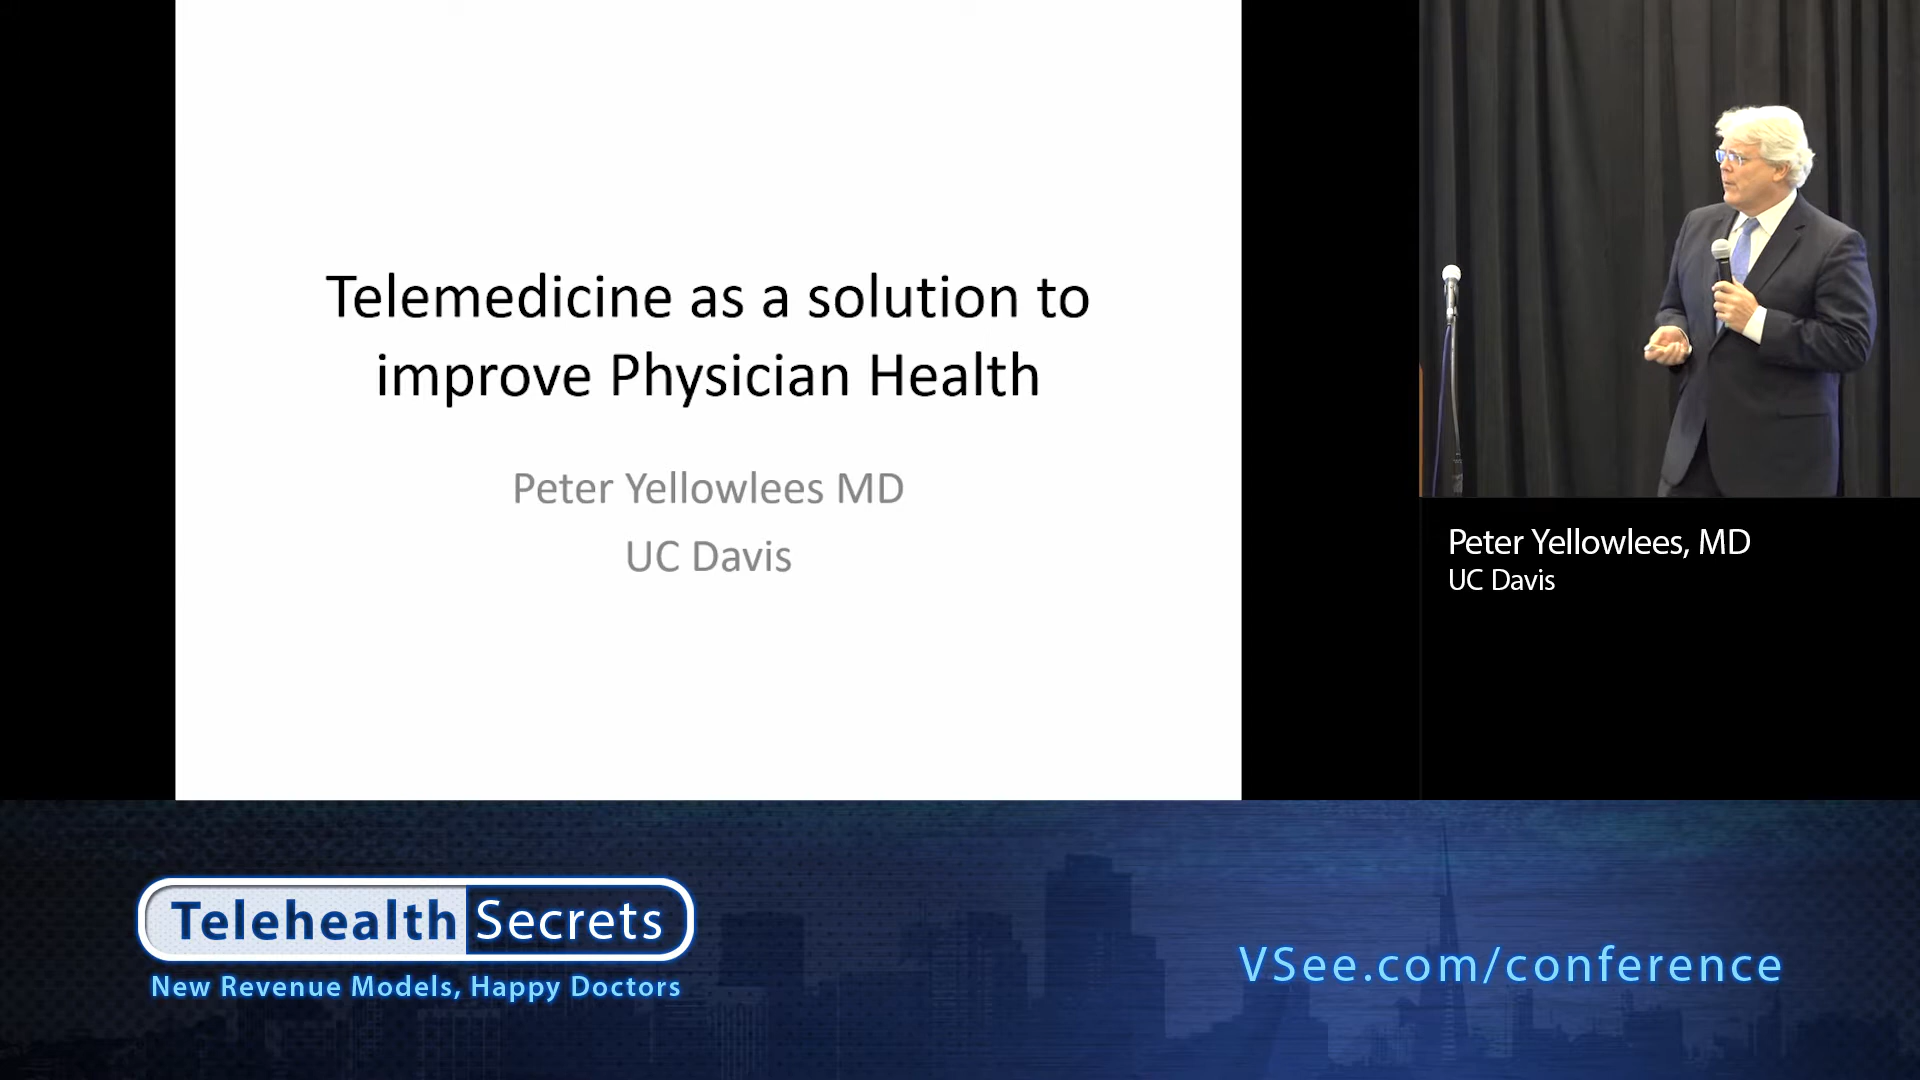 Telemedicine as a solution to
improve Physician Health
Peter Yellowlees MD
UC Davis
Peter Yellowlees, MD
UC Davis
Telehealth Secrets
New Revenue Models, Happy Doctors
VSee.com/conference